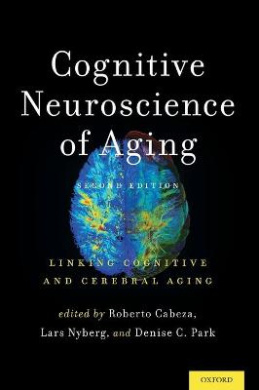 Cognitive
Neuroscience
of Aging
SECOND EDITION
LINKING COGNITIVE
AND CEREBRAL AGING
edited by Roberto Cabeza,
Lars Nyberg, and Denise C. Park
OXFORD